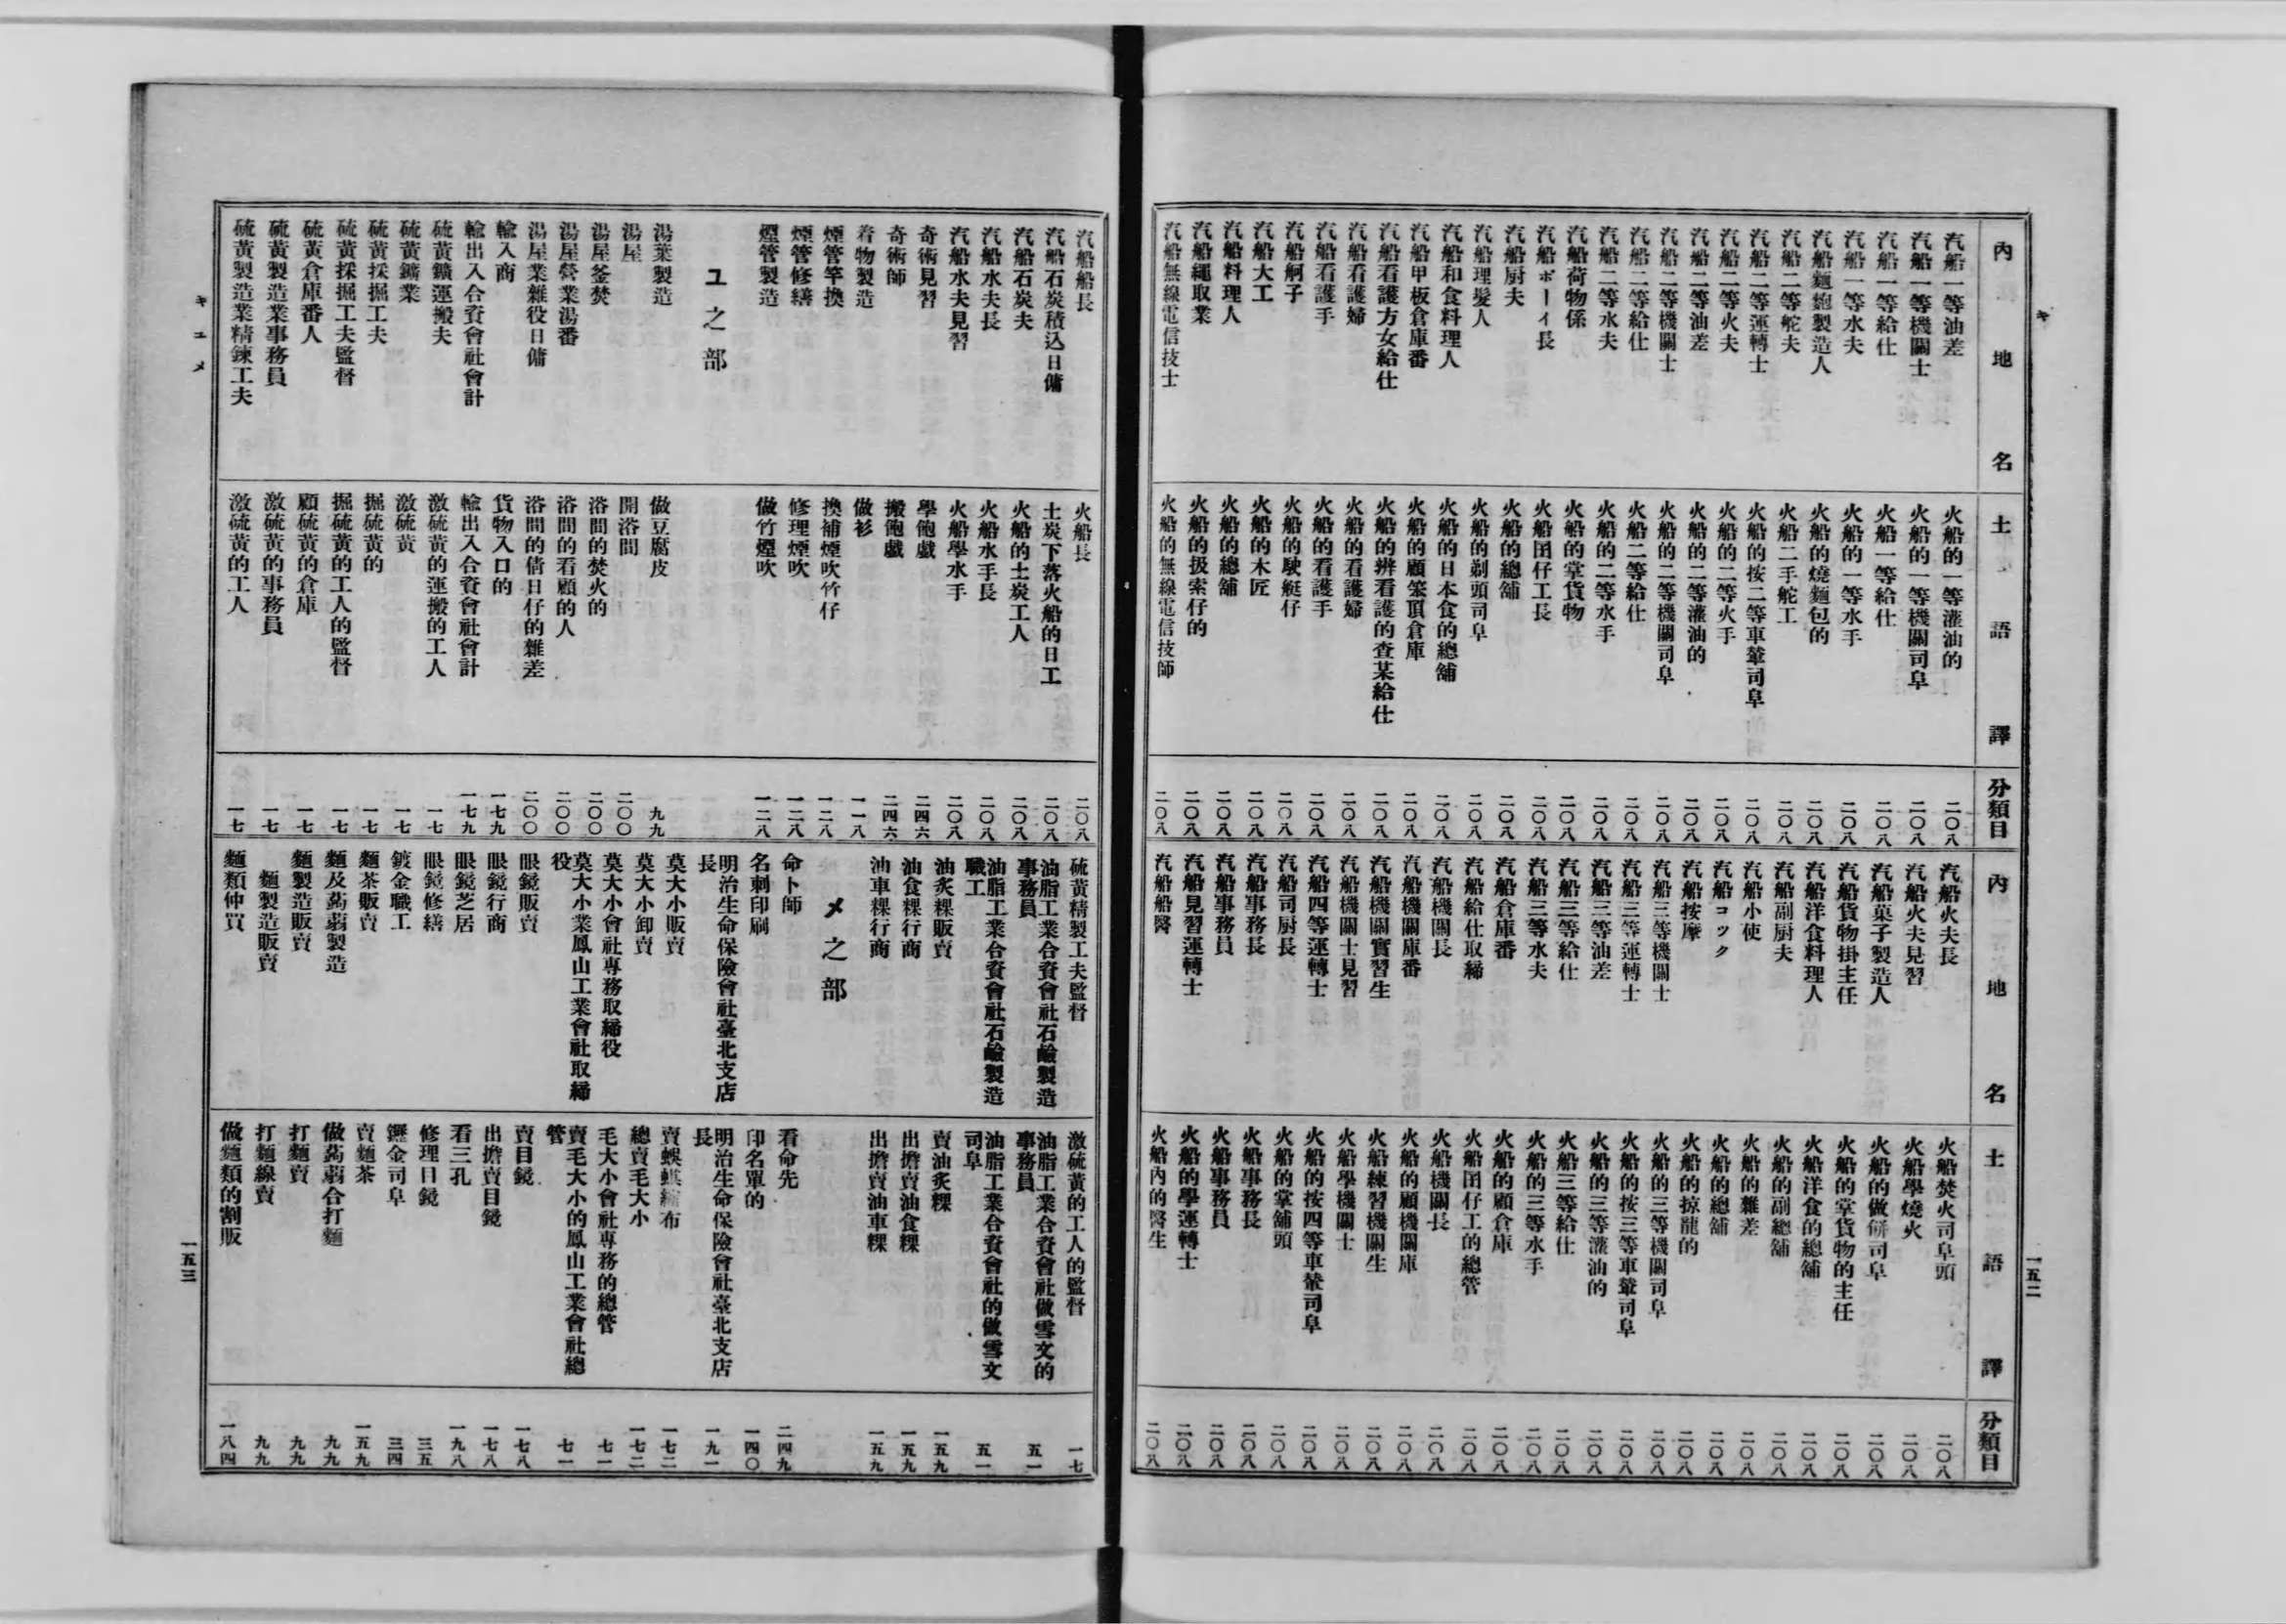 キ
內地名 土語譯 分類目
汽船一等油差 火船的一等灌油的 二〇八
汽船一等機關士 火船的一等機關司阜 二〇八
汽船一等給仕 火船一等給仕 二〇八
汽船一等水夫 火船的一等水手 二〇八
汽船麵麭製造人 火船的燒麵包的 二〇八
汽船二等舵夫 火船二手舵工 二〇八
汽船二等運轉士 火船的按二等車輦司阜 二〇八
汽船二等火夫 火船的二等火手 二〇八
汽船二等油差 火船的二等灌油的 二〇八
汽船二等機關士 火船的二等機關司阜 二〇八
汽船二等給仕 火船二等給仕 二〇八
汽船二等水夫 火船的二等水手 二〇八
汽船荷物係 火船的掌貨物 二〇八
汽船ボーイ長 火船囝仔工長 二〇八
汽船厨夫 火船的總舖 二〇八
汽船理髮人 火船的剃頭司阜 二〇八
汽船和食料理人 火船的日本食的總舖 二〇八
汽船甲板倉庫番 火船的顧笨頂倉庫 二〇八
汽船看護方女給仕 火船的辨看護的查某給仕 二〇八
汽船看護婦 火船的看護婦 二〇八
汽船看護手 火船的看護手 二〇八
汽船舸子 火船的駛艇仔 二〇八
汽船大工 火船的木匠 二〇八
汽船料理人 火船的總舖 二〇八
汽船繩取業 火船的扱索仔的 二〇八
汽船無線電信技士 火船的無線電信技師 二〇八
內地名 土語譯 分類目
汽船火夫長 火船焚火司阜頭 二〇八
汽船火夫見習 火船學燒火 二〇八
汽船菓子製造人 火船的做餅司阜 二〇八
汽船貨物掛主任 火船的掌貨物的主任 二〇八
汽船洋食料理人 火船洋食的總舖 二〇八
汽船副厨夫 火船的副總舖 二〇八
汽船小使 火船的雜差 二〇八
汽船コック 火船的總舖 二〇八
汽船按摩 火船的掠龍的 二〇八
汽船三等機關士 火船的三等機關司阜 二〇八
汽船三等運轉士 火船的按三等車輦司阜 二〇八
汽船三等油差 火船的三等灌油的 二〇八
汽船三等給仕 火船三等給仕 二〇八
汽船三等水夫 火船的三等水手 二〇八
汽船倉庫番 火船的顧倉庫 二〇八
汽船給仕取締 火船囝仔工的總管 二〇八
汽船機關長 火船機關長 二〇八
汽船機關庫番 火船的顧機關庫 二〇八
汽船機關實習生 火船練習機關生 二〇八
汽船機關士見習 火船學機關士 二〇八
汽船四等運轉士 火船的按四等車輦司阜 二〇八
汽船司厨長 火船的掌舖頭 二〇八
汽船事務長 火船事務長 二〇八
汽船事務員 火船事務員 二〇八
汽船見習運轉士 火船的學運轉士 二〇八
汽船船醫 火船內的醫生 二〇八
一五二
汽船船長 火船長 二〇八
汽船石炭積込日傭 土炭下落火船的日工 二〇八
汽船石炭夫 火船的土炭工人 二〇八
汽船水夫長 火船水手長 二〇八
汽船水夫見習 火船學水手 二〇八
奇術見習 學飽戲 二四六
奇術師 搬飽戲 二四六
着物製造 做衫 一一八
煙管竿換 換補煙吹竹仔 一二八
煙管修繕 修理煙吹 一二八
煙管製造 做竹煙吹 一二八
ユ之部
湯葉製造 做豆腐皮 九九
湯屋 開浴間 二〇〇
湯屋釜焚 浴間的焚火的 二〇〇
湯屋營業湯番 浴間的看顧的人 二〇〇
湯屋業雜役日傭 浴間的倩日仔的雜差 二〇〇
輸入商 貨物入口的 一七九
輸出入合資會社會計 輸出入合資會社會計 一七九
硫黃鑛運搬夫 激硫黃的運搬的工人 一七
硫黃鑛業 激硫黃 一七
硫黃採掘工夫 掘硫黃的 一七
硫黃採掘工夫監督 掘硫黃的工人的監督 一七
硫黃倉庫番人 顧硫黃的倉庫 一七
硫黃製造業事務員 激硫黃的事務員 一七
硫黃製造業精鍊工夫 激硫黃的工人 一七
硫黃精製工夫監督 激硫黃的工人的監督 一七
油脂工業合資會社石鹼製造事務員 油脂工業合資會社做雪文的事務員 五一
油脂工業合資會社石鹼製造職工 油脂工業合資會社的做雪文司阜 五一
油炙粿販賣 賣油炙粿 一五九
油食粿行商 出擔賣油食粿 一五九
油車粿行商 出擔賣油車粿 一五九
メ之部
命卜師 看命先 二四九
名刺印刷 印名單的 一四〇
明治生命保險會社臺北支店長 明治生命保險會社臺北支店長 一九一
莫大小販賣 賣 布 一七二
莫大小卸賣 總賣毛大小 一七二
莫大小會社專務取締役 毛大小會社專務的總管 七一
莫大小業鳳山工業會社取締役 賣毛大小的鳳山工業會社總管 七一
眼鏡販賣 賣目鏡 一七八
眼鏡行商 出擔賣目鏡 一七八
眼鏡芝居 看三孔 一九八
眼鏡修繕 修理目鏡 三五
鍍金職工 鍍金司阜 三四
麵茶販賣 賣麵茶 一五九
麵及蒟蒻製造 做蒟蒻合打麵 九九
麵製造販賣 打麵賣 九九
麵製造販賣 打麵線賣 九九
麵類仲買 做麵類的割販 一八四
キユメ
一五三